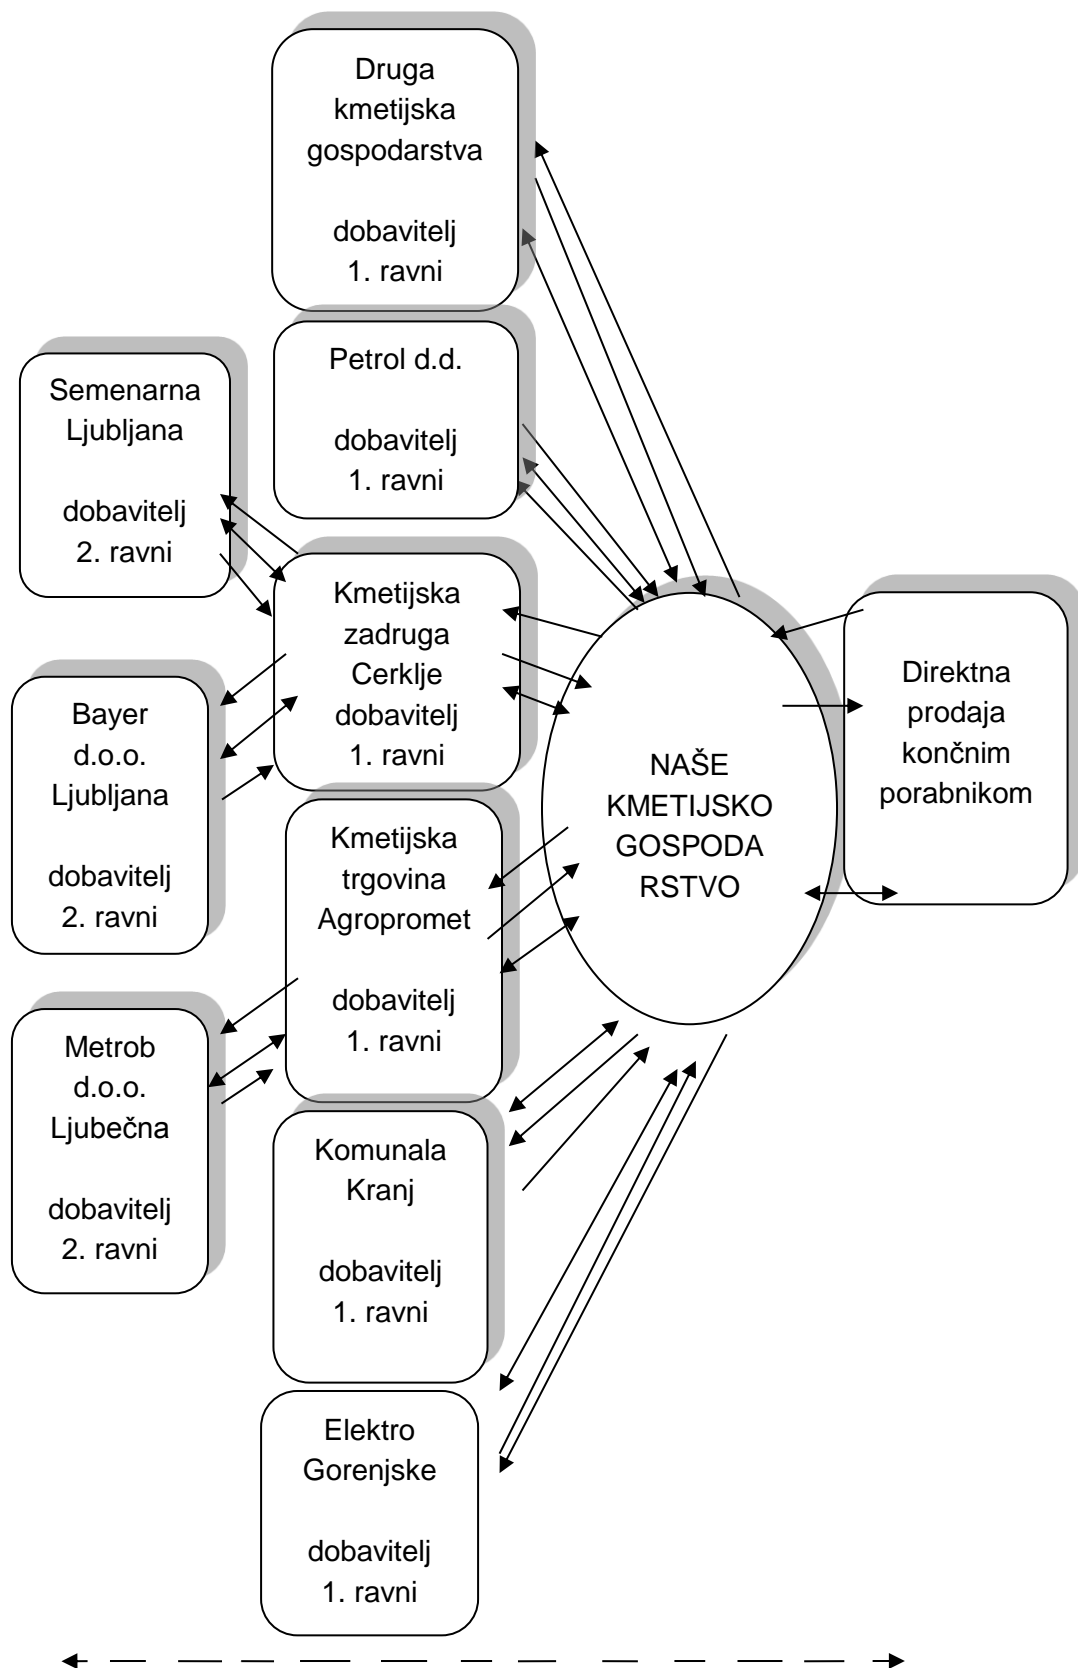 Druga
kmetijska
gospodarstva
dobavitelj
1. ravni
Petrol d.d.
dobavitelj
1. ravni
Semenarna
Ljubljana
dobavitelj
2. ravni
Kmetijska
zadruga
Cerklje
dobavitelj
1. ravni
Bayer
d.o.o.
Ljubljana
dobavitelj
2. ravni
NAŠE
KMETIJSKO
GOSPODA
RSTVO
Direktna
prodaja
končnim
porabnikom
Kmetijska
trgovina
Agropromet
dobavitelj
1. ravni
Metrob
d.o.o.
Ljubečna
dobavitelj
2. ravni
Komunala
Kranj
dobavitelj
1. ravni
Elektro
Gorenjske
dobavitelj
1. ravni